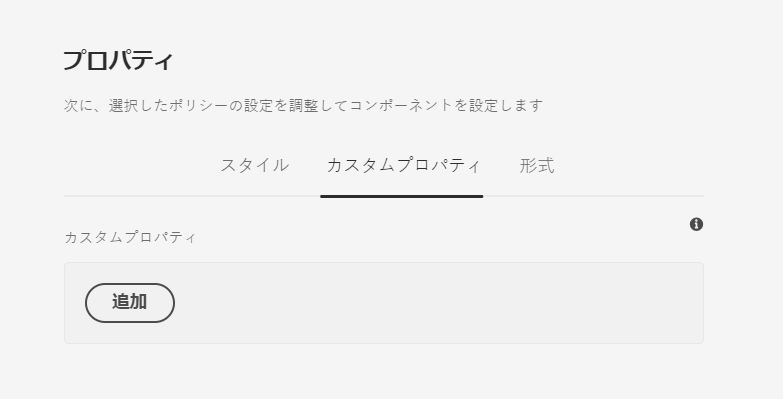 プロパティ
次に、選択したポリシーの設定を調整してコンポーネントを設定します
スタイル カスタムプロパティ 形式
カスタムプロパティ
追加